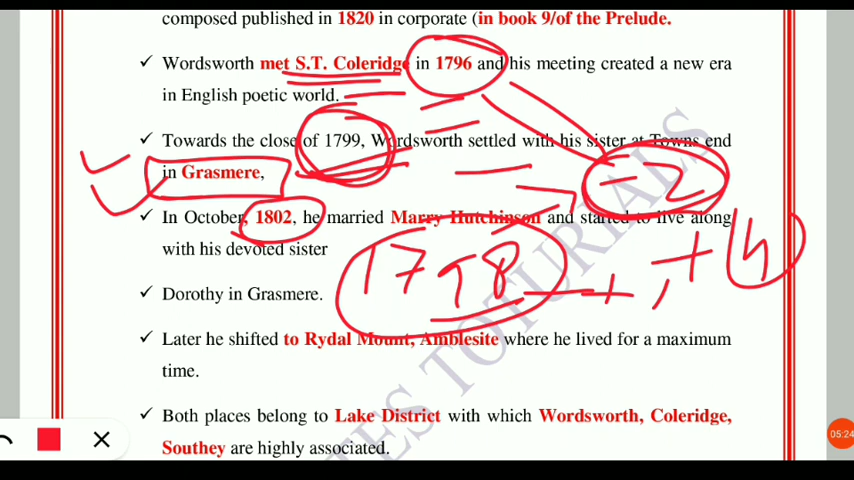 composed published in 1820 in corporate (in book 9/of the Prelude.
✓ Wordsworth met S.T. Coleridge in 1796 and his meeting created a new era
in English poetic world.
✓ Towards the close of 1799, Wordsworth settled with his sister at Towns end
in Grasmere,
-2
✓ In October, 1802, he married Marry Hutchinson and started to live along
with his devoted sister
1798
+4
✓ Dorothy in Grasmere.
✓ Later he shifted to Rydal Mount, Amblesite where he lived for a maximum
time.
✓ Both places belong to Lake District with which Wordsworth, Coleridge,
Southey are highly associated.
05:24
TES TOTURIALS